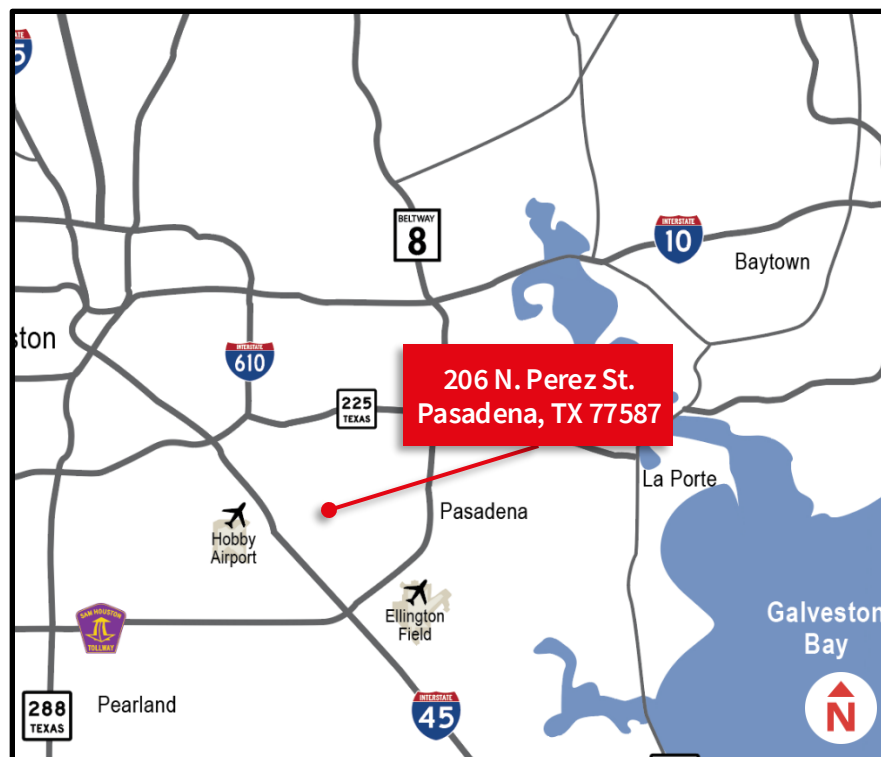 5
BELTWAY
8
INTERSTATE
10
Baytown
ston
INTERSTATE
610
206 N. Perez St.
Pasadena, TX 77587
225
TEXAS
La Porte
Pasadena
Hobby
Airport
Ellington
Field
SAM HOUSTON
TOLLWAY
Galveston
Bay
288
TEXAS
Pearland
INTERSTATE
45
N